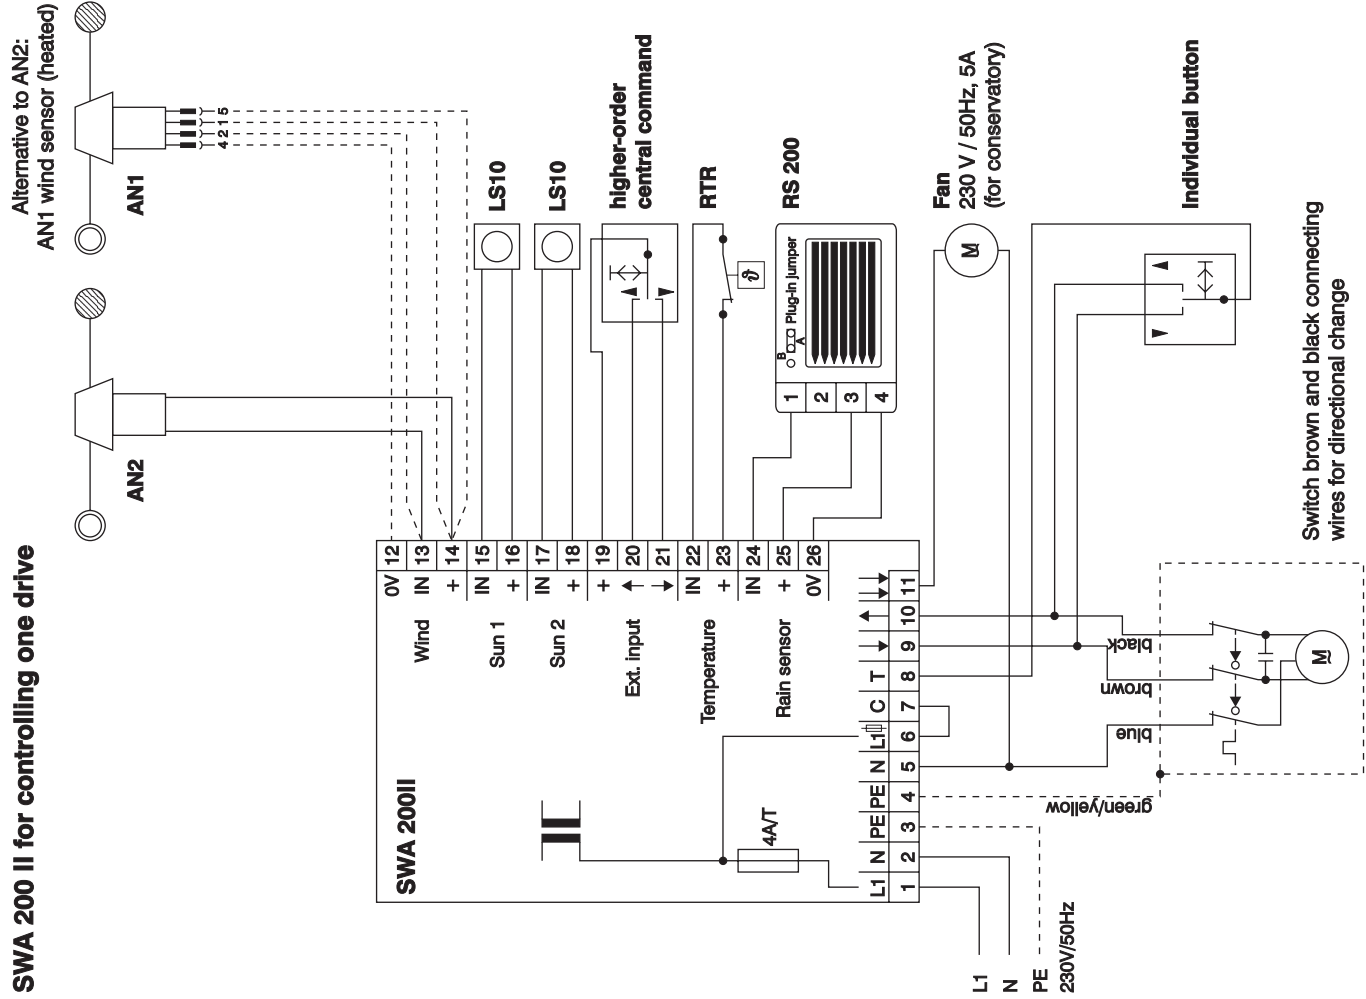 SWA 200 II for controlling one drive
Alternative to AN2:
AN1 wind sensor (heated)
AN1
4 2 1 5
AN2
LS10
LS10
higher-order
central command
RTR
ϑ
RS 200
Plug-in jumper
B
A
1 2 3 4
Fan
230 V / 50Hz, 5A
(for conservatory)
M
Individual button
12 13 14 15 16 17 18 19 20 21 22 23 24 25 26
0V IN + IN + IN + + IN + IN + 0V
Wind
Sun 1
Sun 2
Ext. input
Temperature
Rain sensor
SWA 200II
4A/T
L1 N PE PE N L1 C T
1 2 3 4 5 6 7 8 9 10 11
L1
N
PE
230V/50Hz
green/yellow
blue
brown
black
M
Switch brown and black connecting
wires for directional change